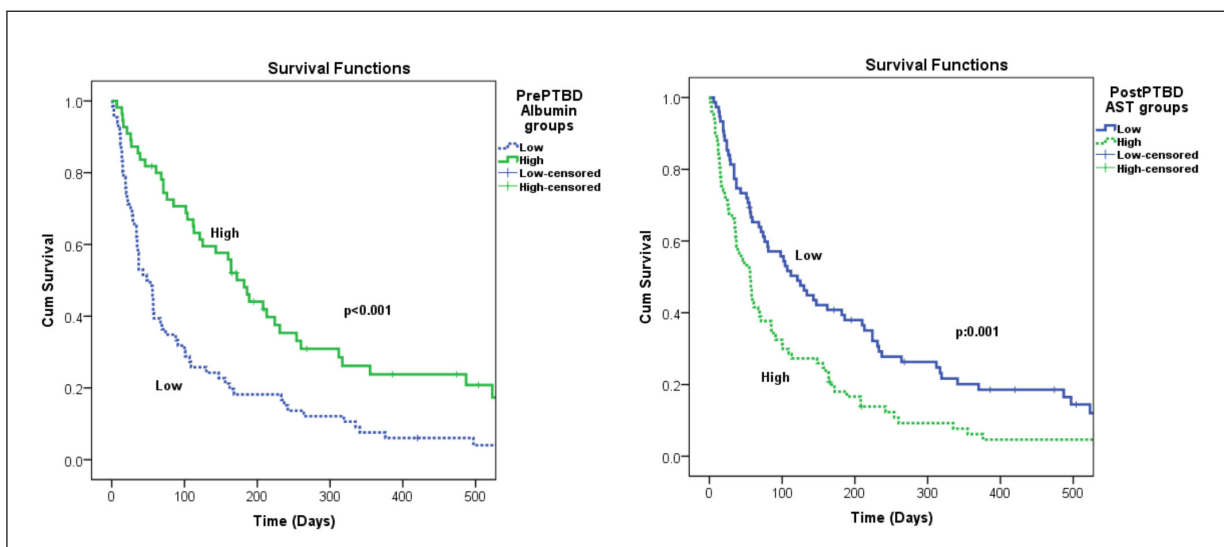 Survival Functions
PrePTBD
Albumin
groups
Low
High
Low-censored
High-censored
Cum Survival
1.0
0.8
0.6
0.4
0.2
0.0
High
Low
p<0.001
0 100 200 300 400 500
Time (Days)
Survival Functions
PostPTBD
AST groups
Low
High
Low-censored
High-censored
Cum Survival
1.0
0.8
0.6
0.4
0.2
0.0
Low
High
p:0.001
0 100 200 300 400 500
Time (Days)